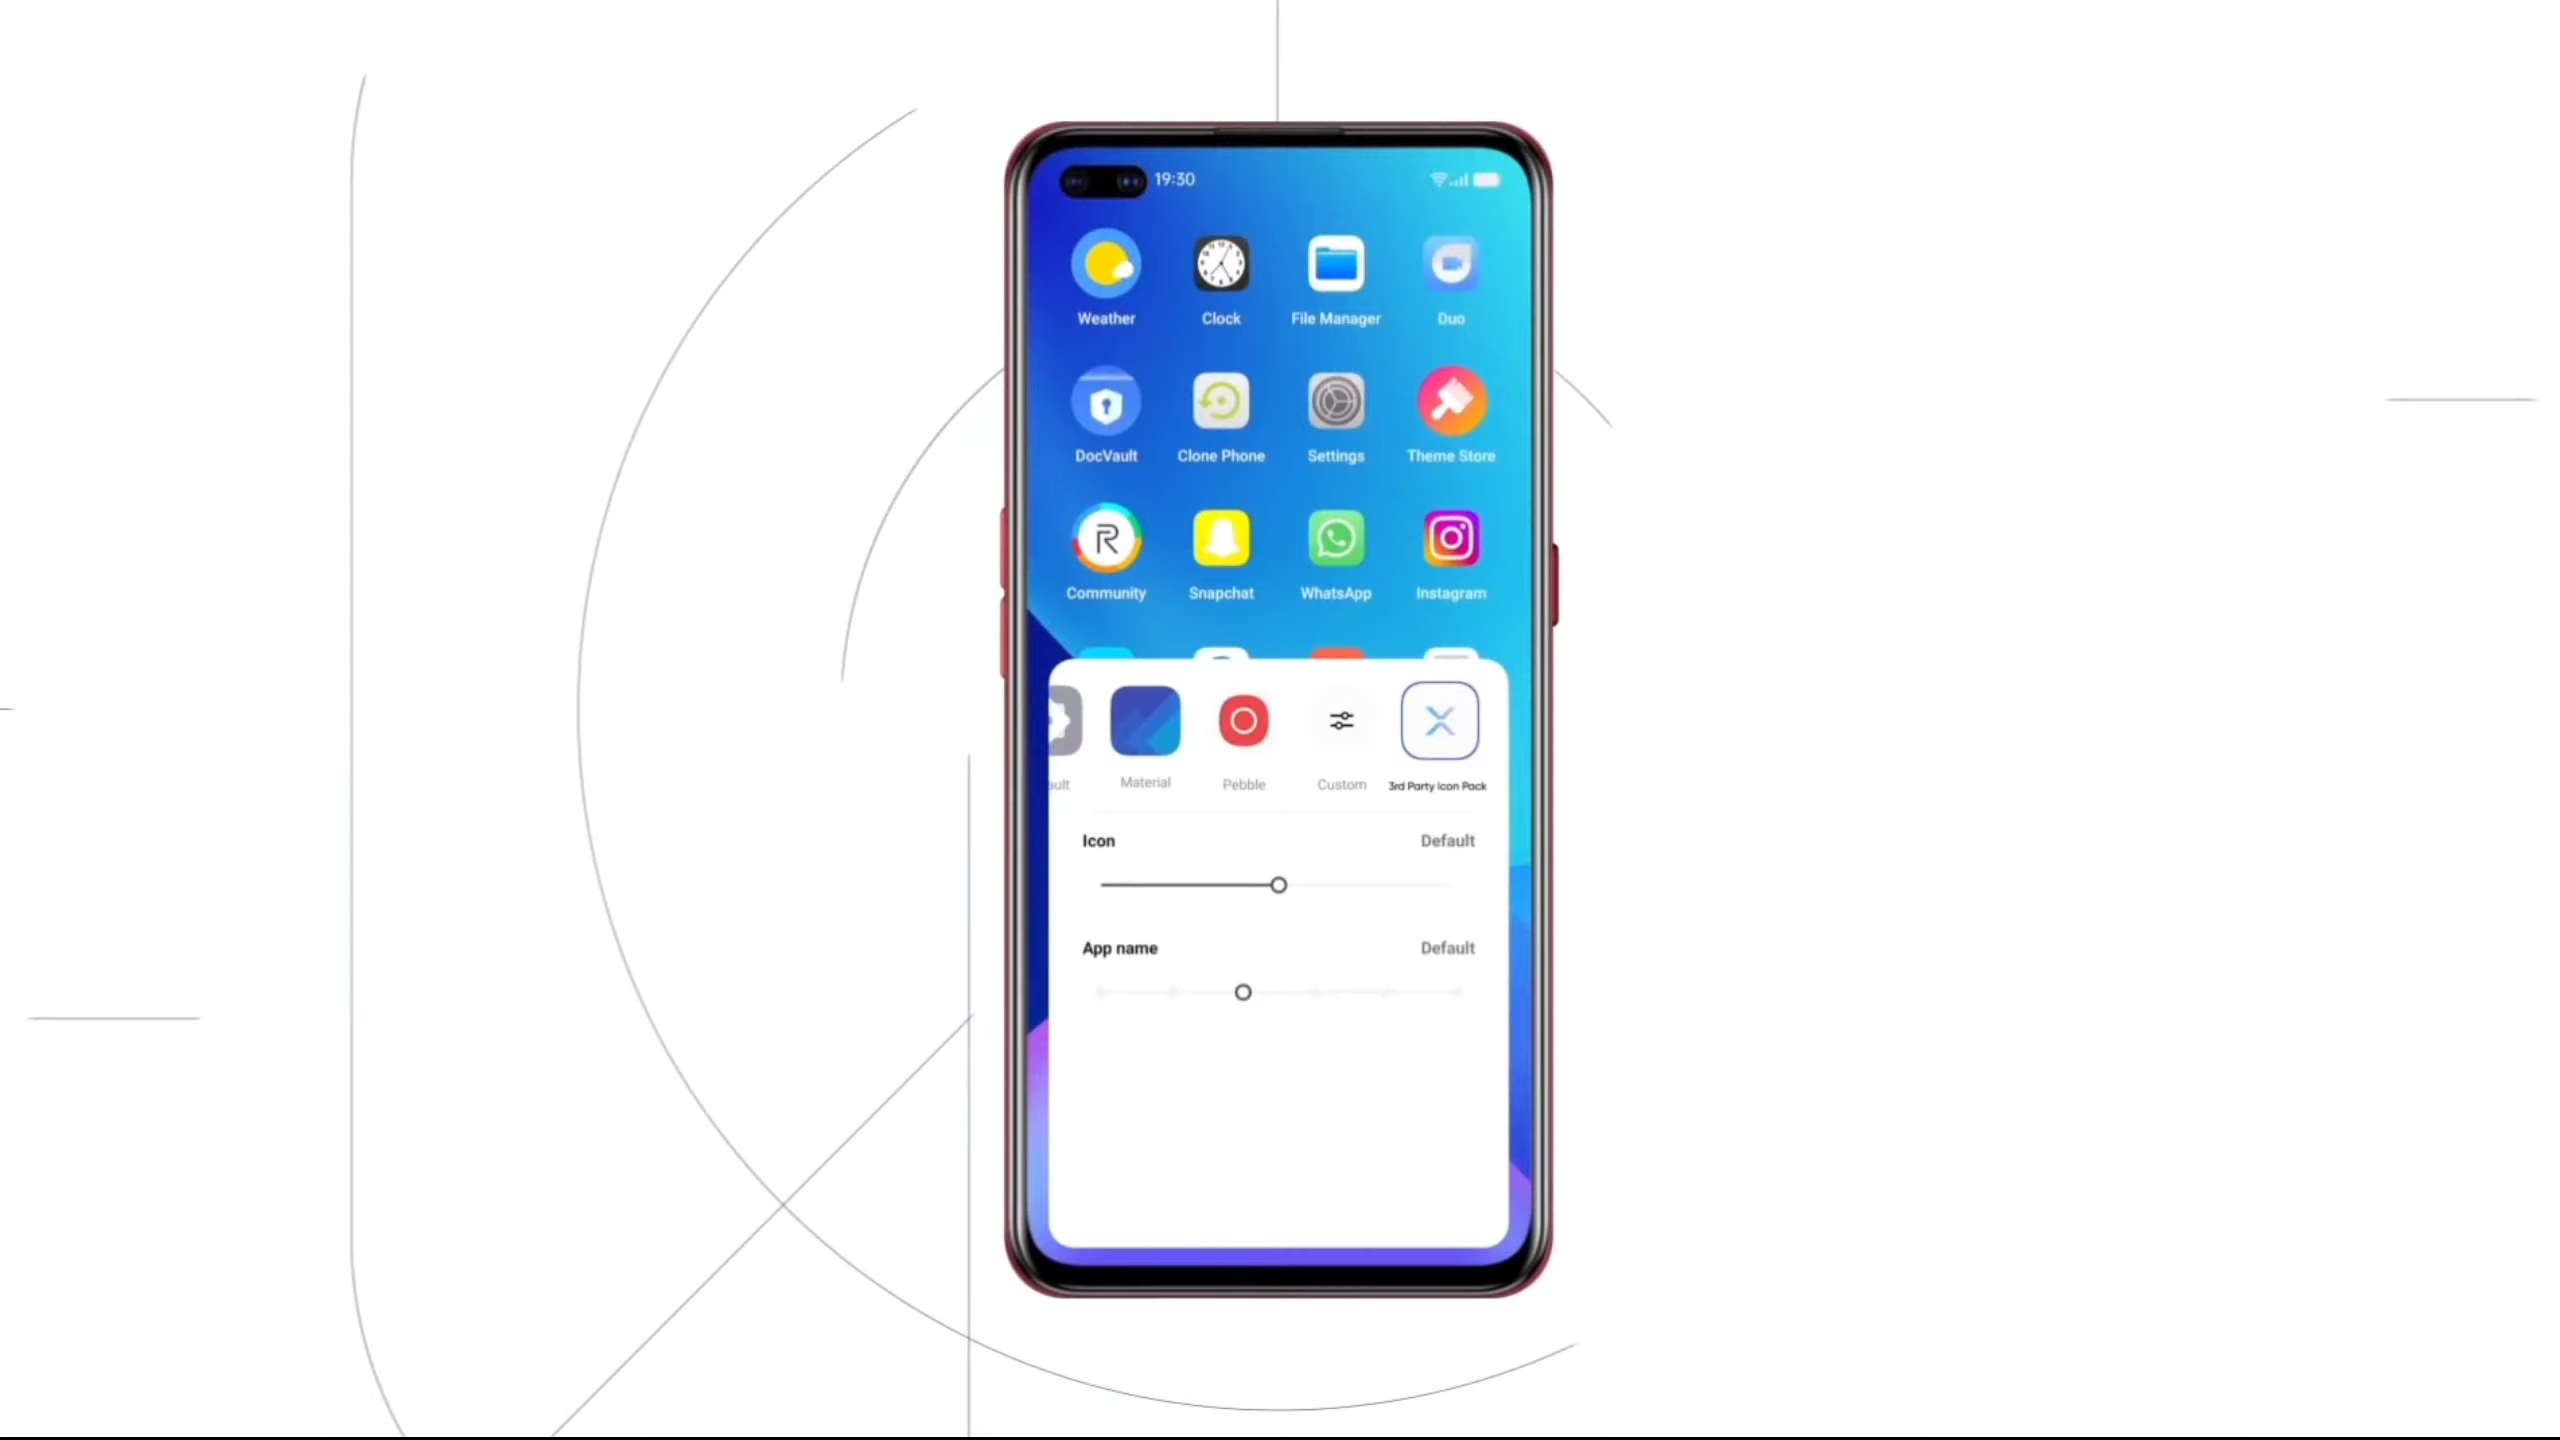 19:30
Weather Clock File Manager Duo
DocVault Clone Phone Settings Theme Store
R
Community Snapchat WhatsApp Instagram
ault Material Pebble Custom 3rd Party Icon Pack
Icon Default
App name Default